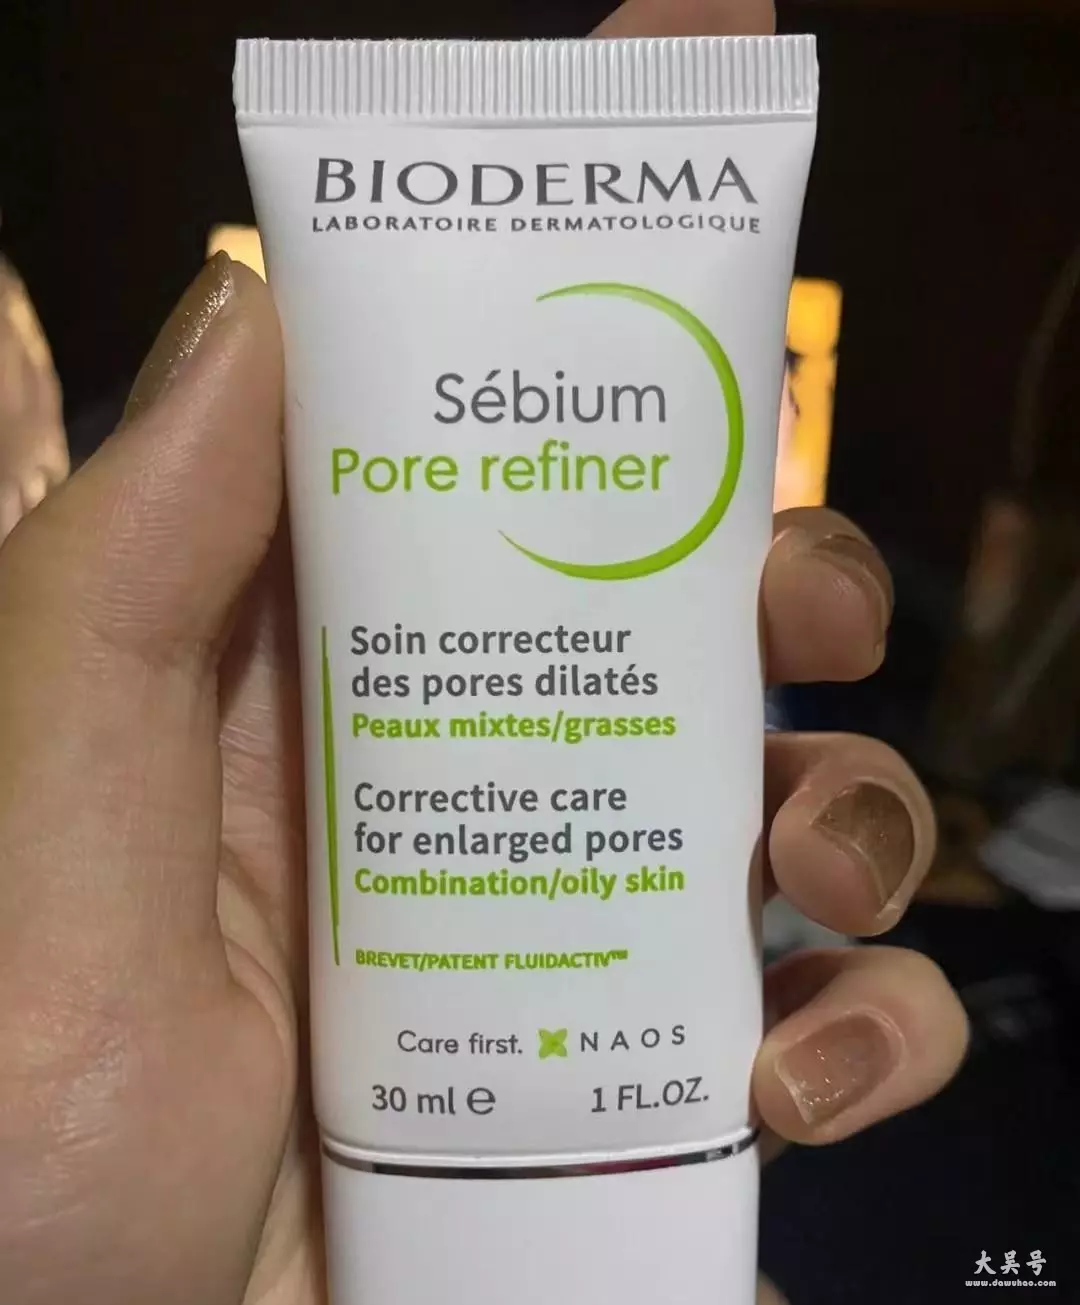 BIODERMA
LABORATOIRE DERMATOLOGIQUE
Sébium
Pore refiner
Soin correcteur
des pores dilatés
Peaux mixtes/grasses
Corrective care
for enlarged pores
Combination/oily skin
BREVET/PATENT FLUIDACTIV™
Care first. NAOS
30 ml e 1 FL.OZ.
大吴号
www.dawuhao.com